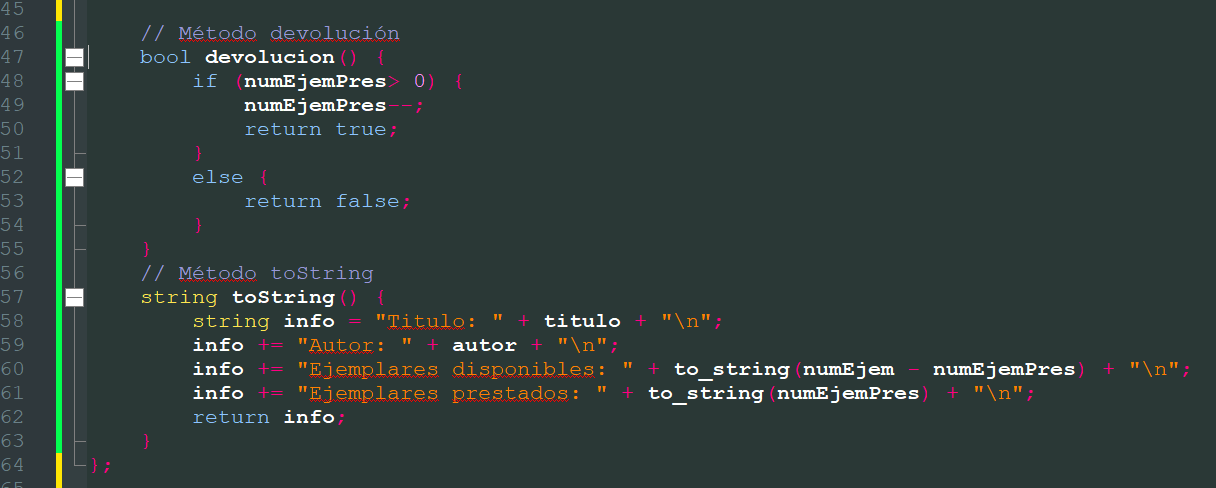 45
46 // Método devolución
47 bool devolucion() {
48 if (numEjemPres> 0) {
49 numEjemPres--;
50 return true;
51 }
52 else {
53 return false;
54 }
55 }
56 // Método toString
57 string toString() {
58 string info = "Titulo: " + titulo + "\n";
59 info += "Autor: " + autor + "\n";
60 info += "Ejemplares disponibles: " + to_string(numEjem - numEjemPres) + "\n";
61 info += "Ejemplares prestados: " + to_string(numEjemPres) + "\n";
62 return info;
63 }
64 };
65